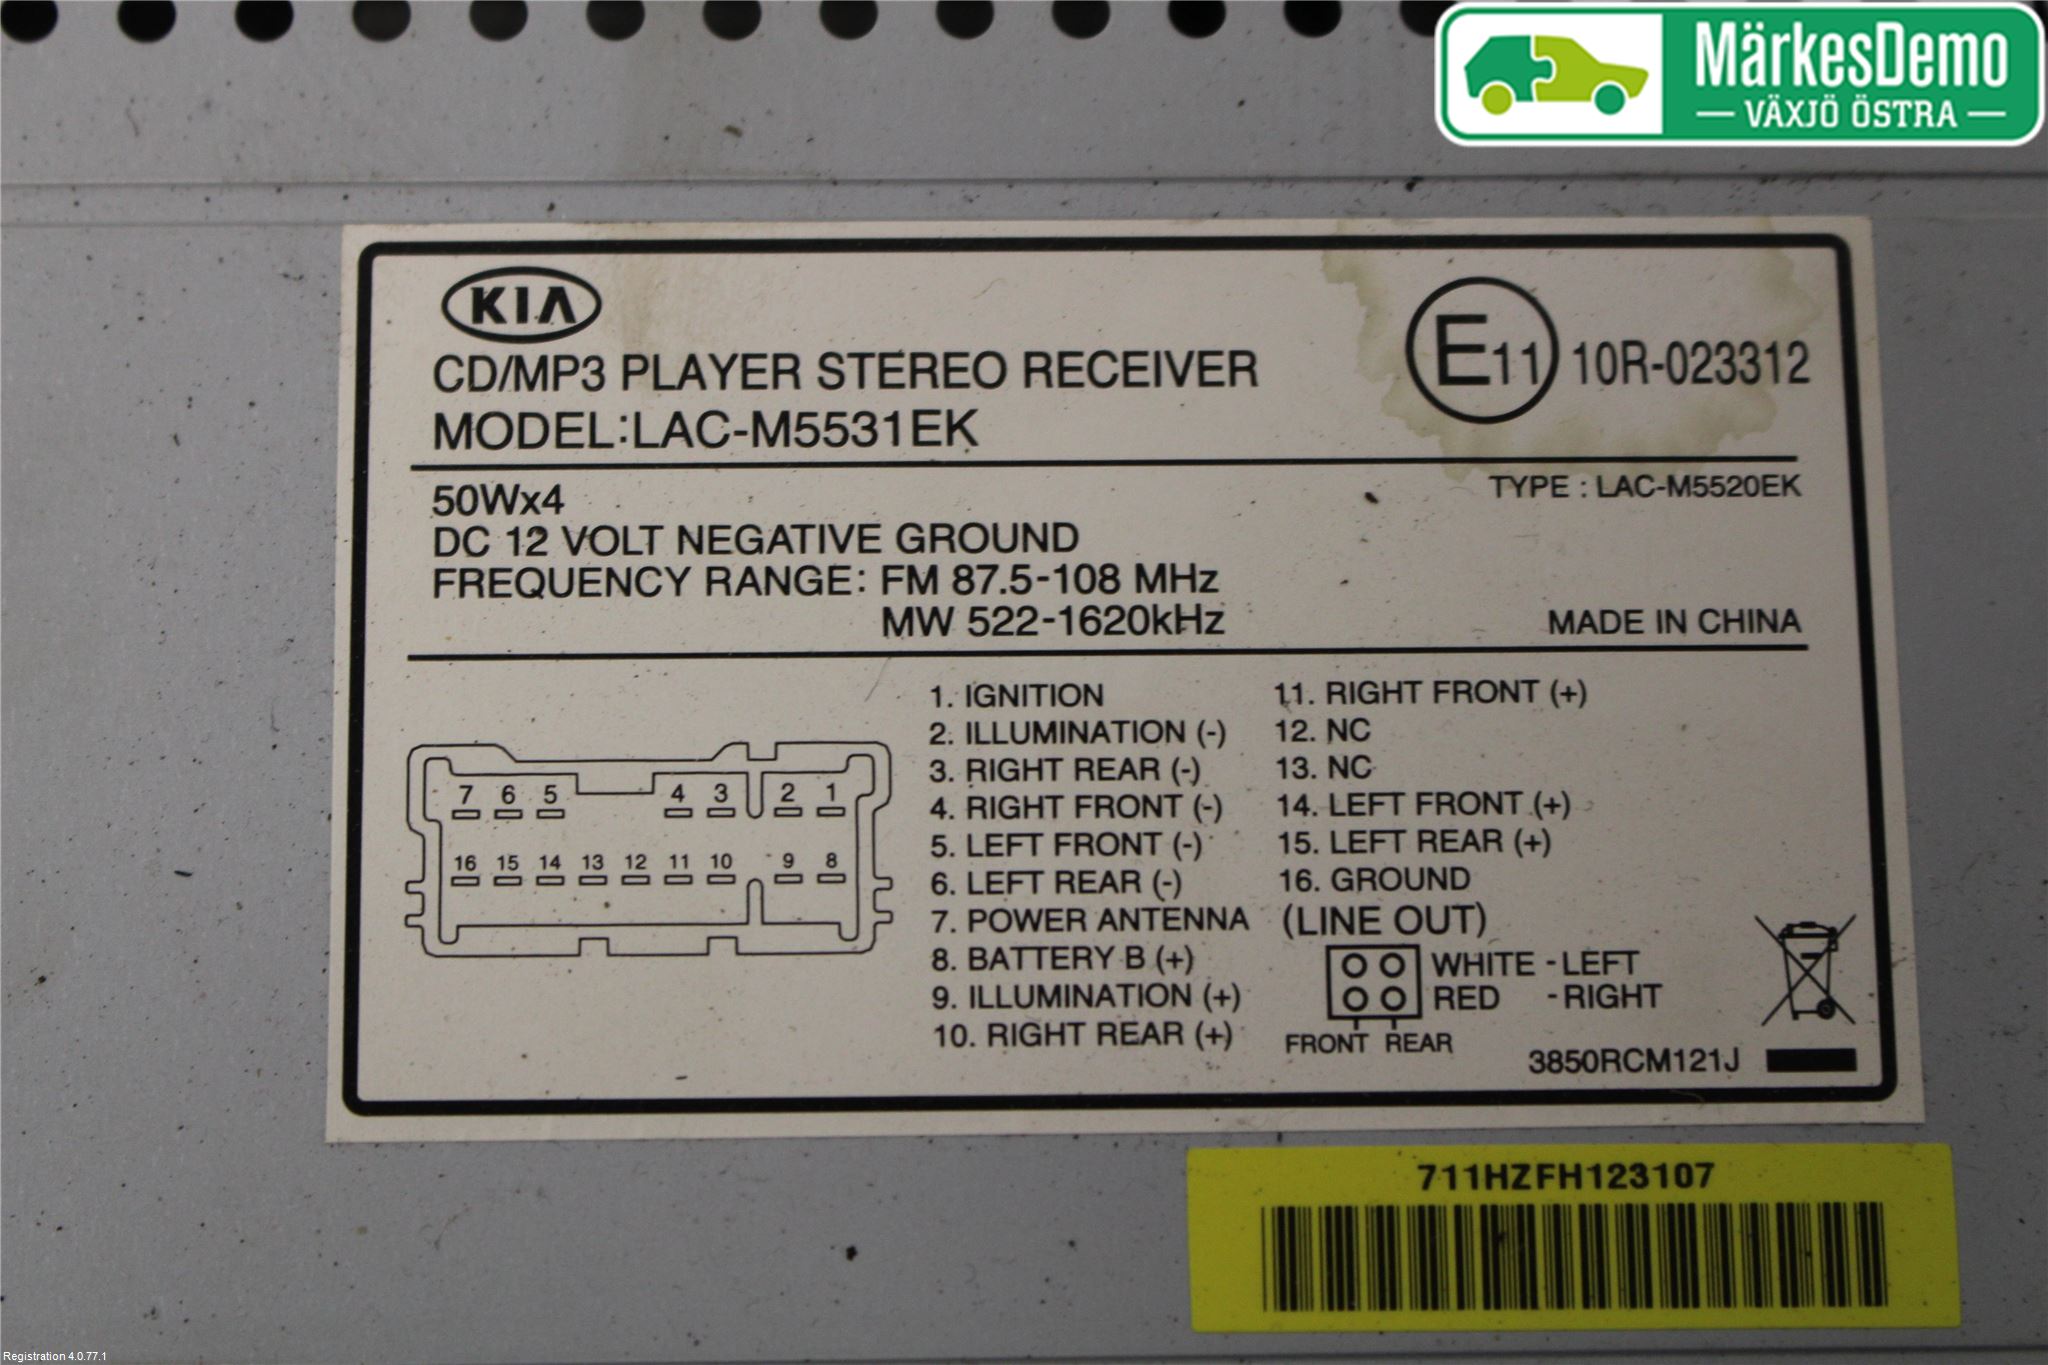 MärkesDemo
— VÄXJÖ ÖSTRA —
KIA
CD/MP3 PLAYER STEREO RECEIVER
MODEL:LAC-M5531EK
E11 10R-023312
50Wx4
TYPE : LAC-M5520EK
DC 12 VOLT NEGATIVE GROUND
FREQUENCY RANGE: FM 87.5-108 MHz
MW 522-1620kHz
MADE IN CHINA
7 6 5 4 3 2 1
16 15 14 13 12 11 10 9 8
1. IGNITION
2. ILLUMINATION (-)
3. RIGHT REAR (-)
4. RIGHT FRONT (-)
5. LEFT FRONT (-)
6. LEFT REAR (-)
7. POWER ANTENNA
8. BATTERY B (+)
9. ILLUMINATION (+)
10. RIGHT REAR (+)
11. RIGHT FRONT (+)
12. NC
13. NC
14. LEFT FRONT (+)
15. LEFT REAR (+)
16. GROUND
(LINE OUT)
WHITE - LEFT
RED - RIGHT
FRONT REAR
3850RCM121J
711HZFH123107
Registration 4.0.77.1